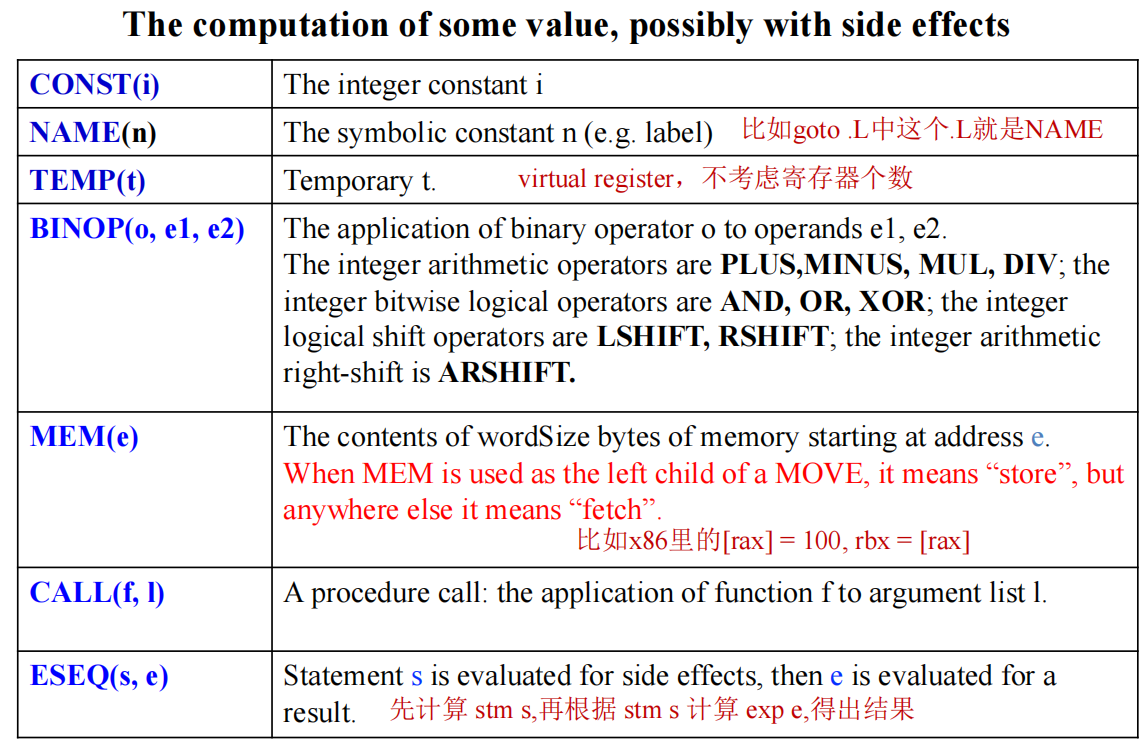 The computation of some value, possibly with side effects
CONST(i) The integer constant i
NAME(n) The symbolic constant n (e.g. label) 比如goto .L中这个.L就是NAME
TEMP(t) Temporary t. virtual register，不考虑寄存器个数
BINOP(o, e1, e2) The application of binary operator o to operands e1, e2.
The integer arithmetic operators are PLUS,MINUS, MUL, DIV; the
integer bitwise logical operators are AND, OR, XOR; the integer
logical shift operators are LSHIFT, RSHIFT; the integer arithmetic
right-shift is ARSHIFT.
MEM(e) The contents of wordSize bytes of memory starting at address e.
When MEM is used as the left child of a MOVE, it means “store”, but
anywhere else it means “fetch”.
比如x86里的[rax] = 100, rbx = [rax]
CALL(f, l) A procedure call: the application of function f to argument list l.
ESEQ(s, e) Statement s is evaluated for side effects, then e is evaluated for a
result. 先计算 stm s,再根据 stm s 计算 exp e,得出结果